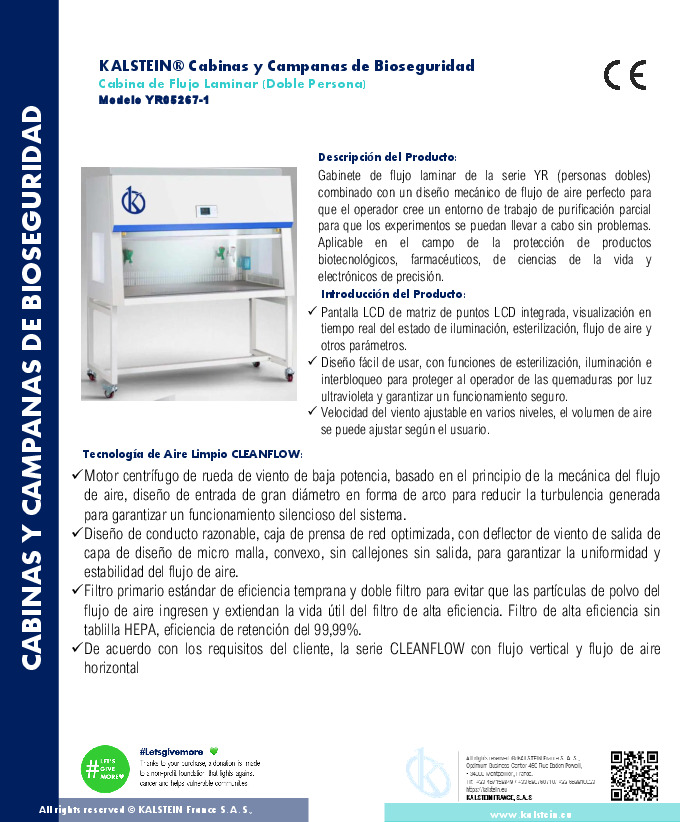 CABINAS Y CAMPANAS DE BIOSEGURIDAD
KALSTEIN® Cabinas y Campanas de Bioseguridad
Cabina de Flujo Laminar (Doble Persona)
Modelo YR05267-1
CE
Descripción del Producto:
Gabinete de flujo laminar de la serie YR (personas dobles)
combinado con un diseño mecánico de flujo de aire perfecto para
que el operador cree un entorno de trabajo de purificación parcial
para que los experimentos se puedan llevar a cabo sin problemas.
Aplicable en el campo de la protección de productos
biotecnológicos, farmacéuticos, de ciencias de la vida y
electrónicos de precisión.
Introducción del Producto:
✓ Pantalla LCD de matriz de puntos LCD integrada, visualización en
tiempo real del estado de iluminación, esterilización, flujo de aire y
otros parámetros.
✓ Diseño fácil de usar, con funciones de esterilización, iluminación e
interbloqueo para proteger al operador de las quemaduras por luz
ultravioleta y garantizar un funcionamiento seguro.
✓ Velocidad del viento ajustable en varios niveles, el volumen de aire
se puede ajustar según el usuario.
Tecnología de Aire Limpio CLEANFLOW:
✓ Motor centrífugo de rueda de viento de baja potencia, basado en el principio de la mecánica del flujo
de aire, diseño de entrada de gran diámetro en forma de arco para reducir la turbulencia generada
para garantizar un funcionamiento silencioso del sistema.
✓ Diseño de conducto razonable, caja de prensa de red optimizada, con deflector de viento de salida de
capa de diseño de micro malla, convexo, sin callejones sin salida, para garantizar la uniformidad y
estabilidad del flujo de aire.
✓ Filtro primario estándar de eficiencia temprana y doble filtro para evitar que las partículas de polvo del
flujo de aire ingresen y extiendan la vida útil del filtro de alta eficiencia. Filtro de alta eficiencia sin
tablilla HEPA, eficiencia de retención del 99,99%.
✓ De acuerdo con los requisitos del cliente, la serie CLEANFLOW con flujo vertical y flujo de aire
horizontal
#LET'S
GIVE
MORE
#Letsgivemore
Thanks to your purchase, a donation is made
to a non-profit foundation that fights against
cancer and helps vulnerable communities
All rights reserved © KALSTEIN France S. A. S.,
Optimum Business Center 450 Rue Baden Powell,
34000 Montpellier, France.
https://kalstein.eu
KALSTEIN FRANCE, S.A.S
All rights reserved © KALSTEIN France S.A.S.,
www.kalstein.eu